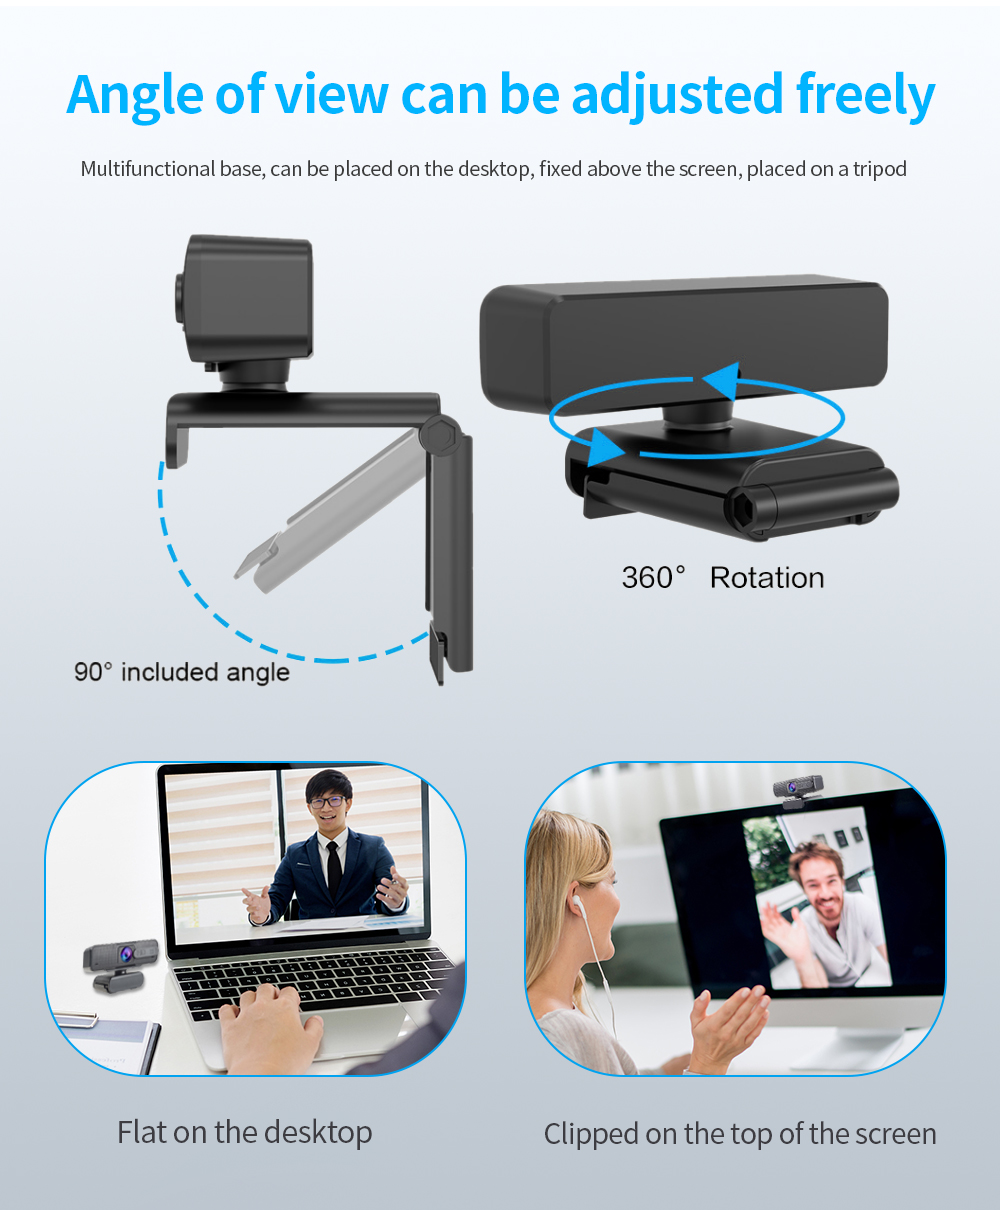 Angle of view can be adjusted freely
Multifunctional base, can be placed on the desktop, fixed above the screen, placed on a tripod
360° Rotation
90° included angle
Flat on the desktop
Clipped on the top of the screen